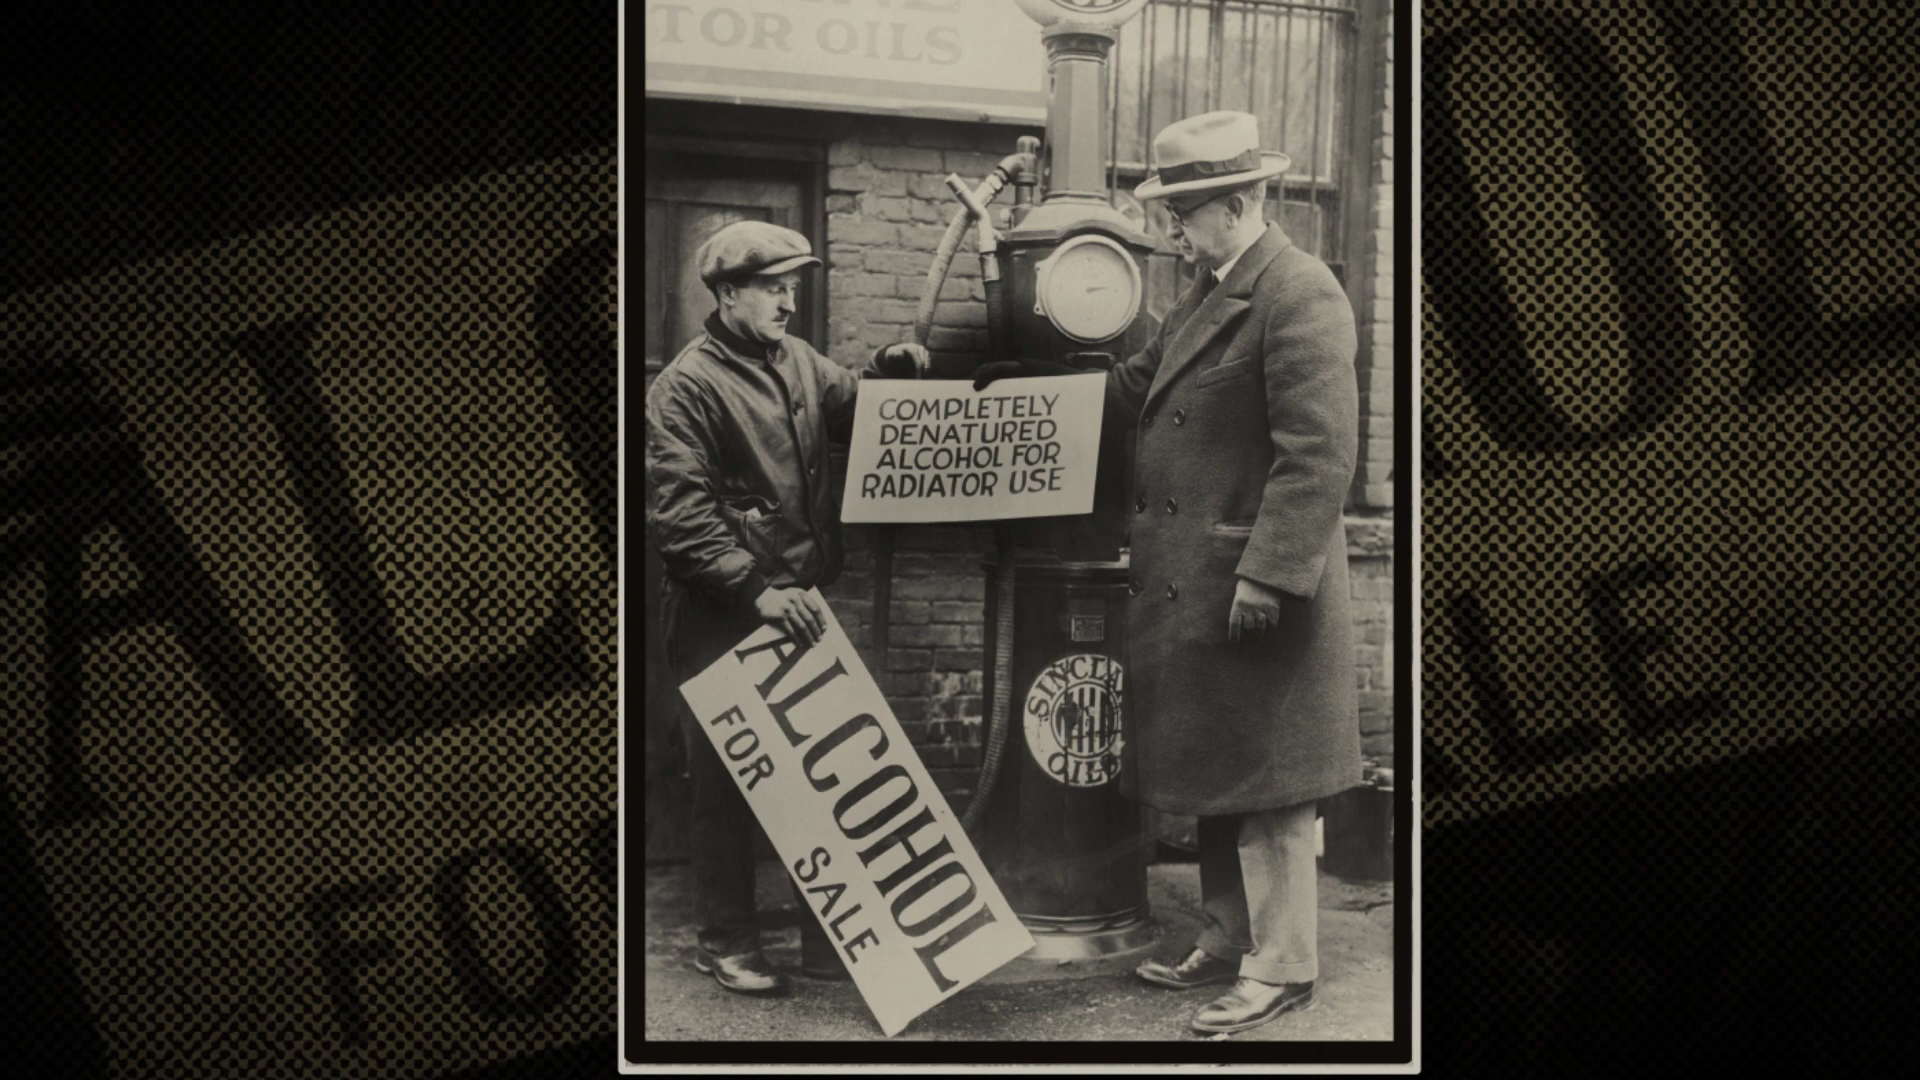 TOR OILS
COMPLETELY
DENATURED
ALCOHOL FOR
RADIATOR USE
ALCOHOL
FOR SALE
OILS